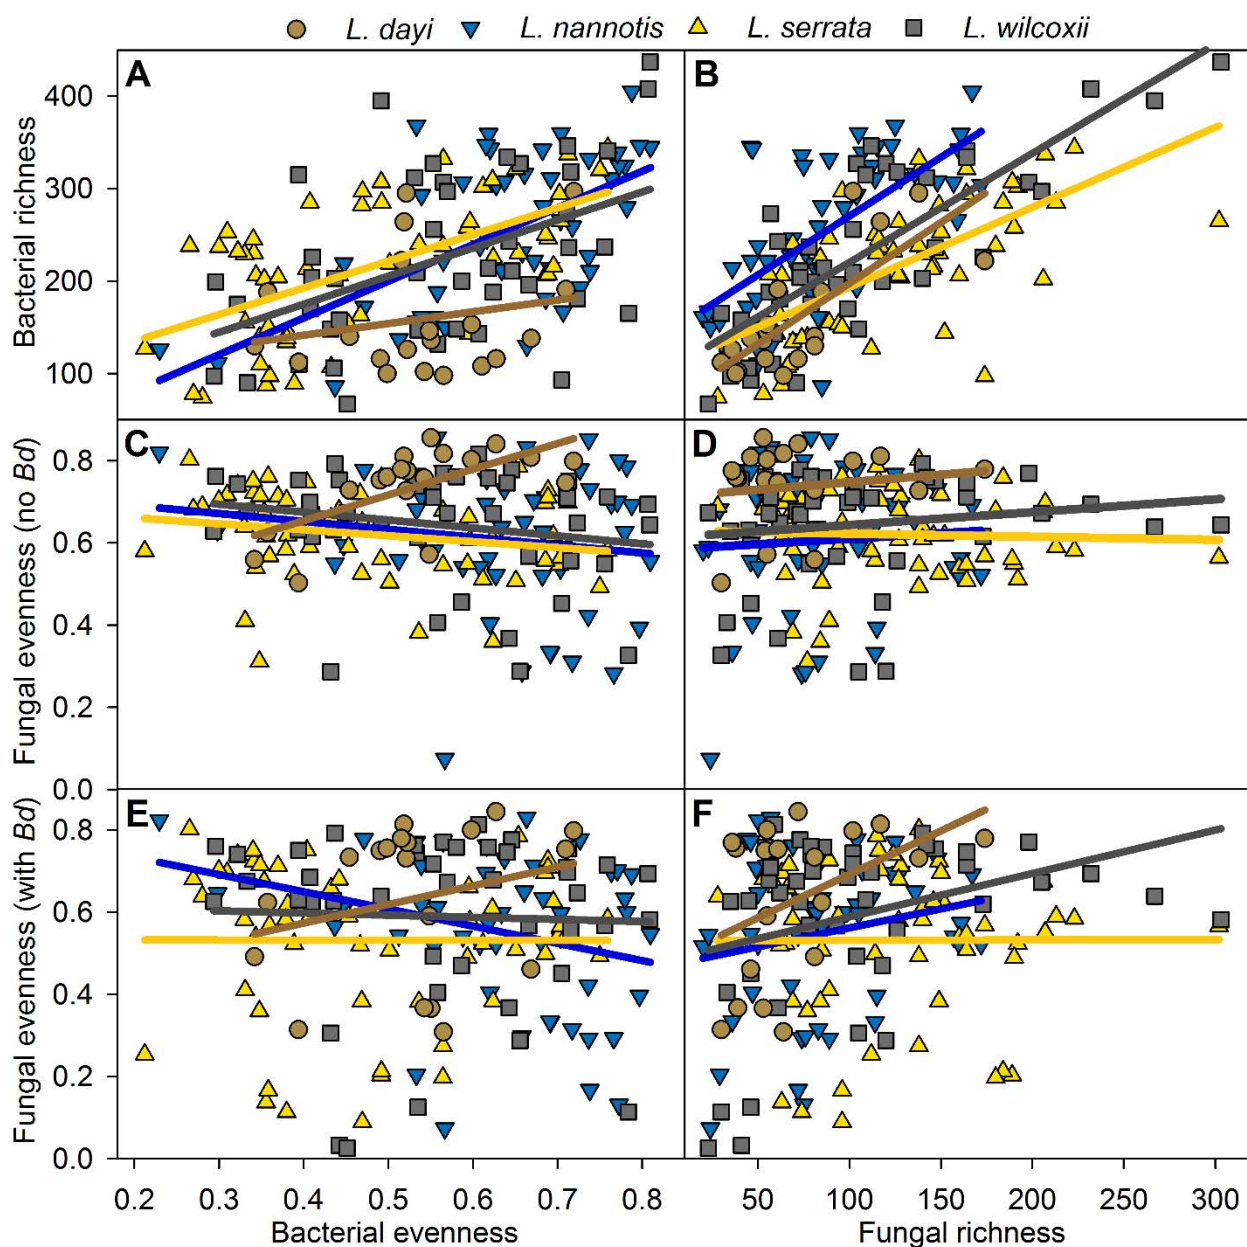 L. dayi L. nannotis L. serrata L. wilcoxii
A B
400
300
200
100
Bacterial richness
C D
0.8
0.6
0.4
0.2
0.0
Fungal evenness (no Bd)
E F
0.8
0.6
0.4
0.2
0.0
Fungal evenness (with Bd)
0.2 0.3 0.4 0.5 0.6 0.7 0.8 50 100 150 200 250 300
Bacterial evenness Fungal richness